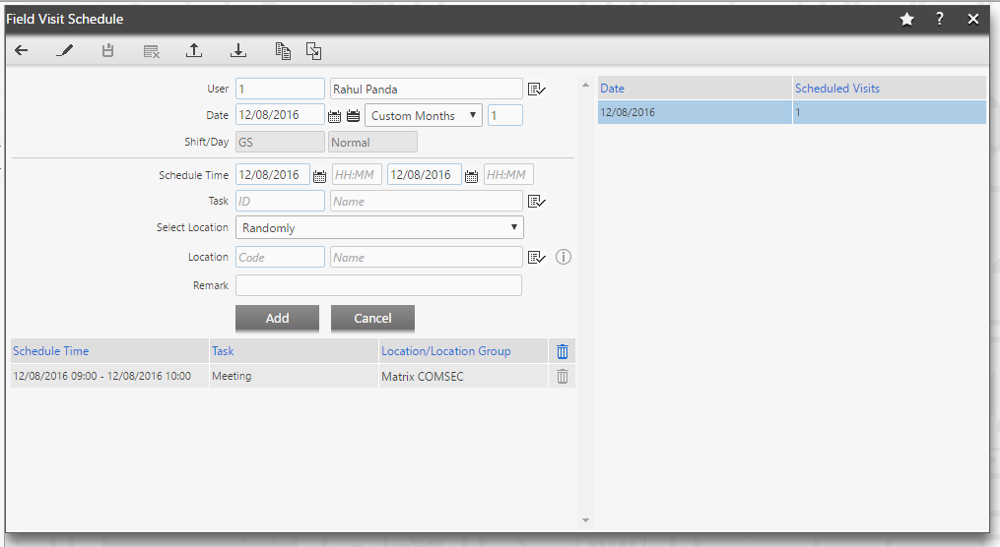 Field Visit Schedule ?
User 1 Rahul Panda
Date 12/08/2016 Custom Months 1
Shift/Day GS Normal
Schedule Time 12/08/2016 HH:MM 12/08/2016 HH:MM
Task ID Name
Select Location Randomly
Location Code Name
Remark
Add Cancel
Schedule Time Task Location/Location Group
12/08/2016 09:00 - 12/08/2016 10:00 Meeting Matrix COMSEC
Date Scheduled Visits
12/08/2016 1